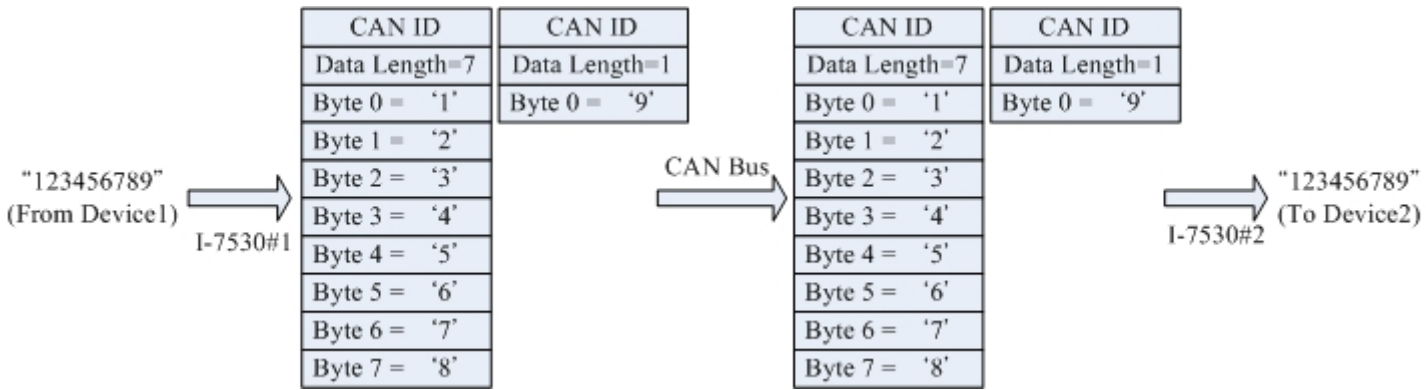 "123456789"
(From Device1)
I-7530#1
CAN ID
Data Length=7
Byte 0 = ‘1’
Byte 1 = ‘2’
Byte 2 = ‘3’
Byte 3 = ‘4’
Byte 4 = ‘5’
Byte 5 = ‘6’
Byte 6 = ‘7’
Byte 7 = ‘8’
CAN ID
Data Length=1
Byte 0 = ‘9’
CAN Bus
CAN ID
Data Length=7
Byte 0 = ‘1’
Byte 1 = ‘2’
Byte 2 = ‘3’
Byte 3 = ‘4’
Byte 4 = ‘5’
Byte 5 = ‘6’
Byte 6 = ‘7’
Byte 7 = ‘8’
CAN ID
Data Length=1
Byte 0 = ‘9’
I-7530#2
"123456789"
(To Device2)